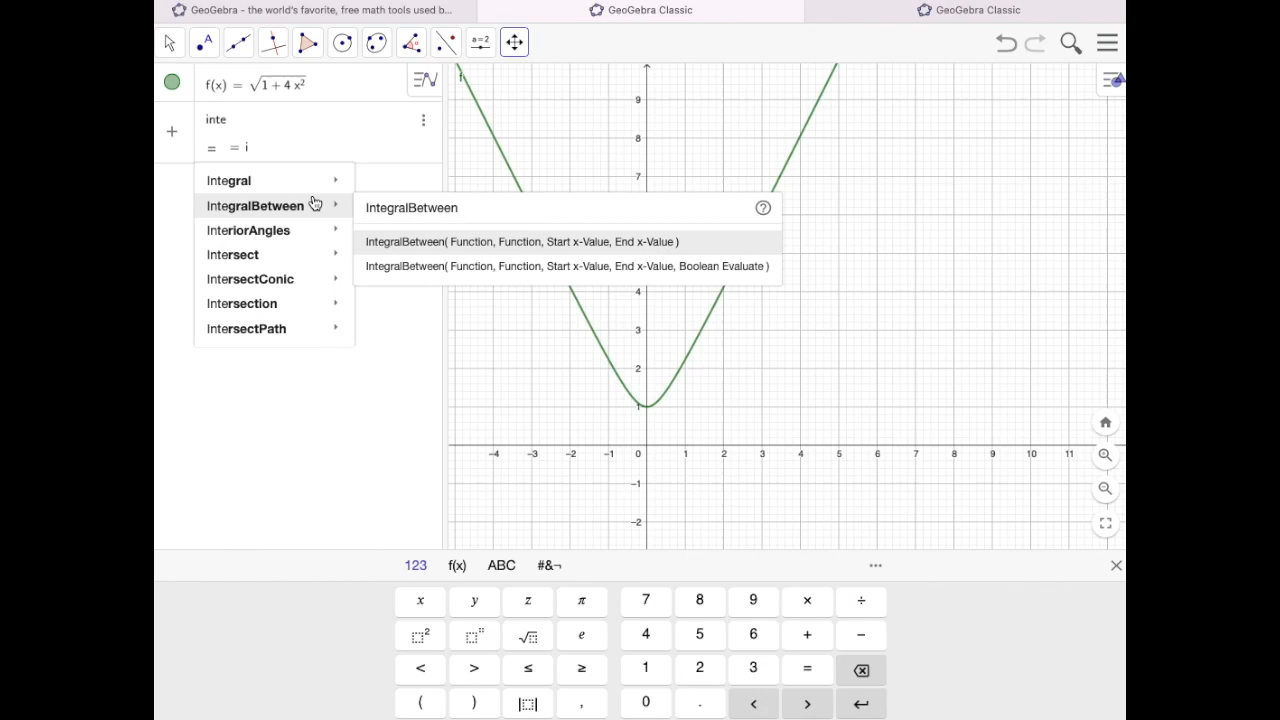 GeoGebra - the world's favorite, free math tools used b...
GeoGebra Classic
GeoGebra Classic
a=2
f(x) = √1 + 4 x²
f
inte
= = i
Integral
IntegralBetween
InteriorAngles
Intersect
IntersectConic
Intersection
IntersectPath
IntegralBetween
?
IntegralBetween( Function, Function, Start x-Value, End x-Value )
IntegralBetween( Function, Function, Start x-Value, End x-Value, Boolean Evaluate )
9
8
7
4
3
2
1
−4 −3 −2 −1 0 1 2 3 4 5 6 7 8 9 10 11
−1
−2
123 f(x) ABC #&¬
x y z π 7 8 9 × ÷
e 4 5 6 + −
< > ≤ ≥ 1 2 3 =
( ) , 0 . < >